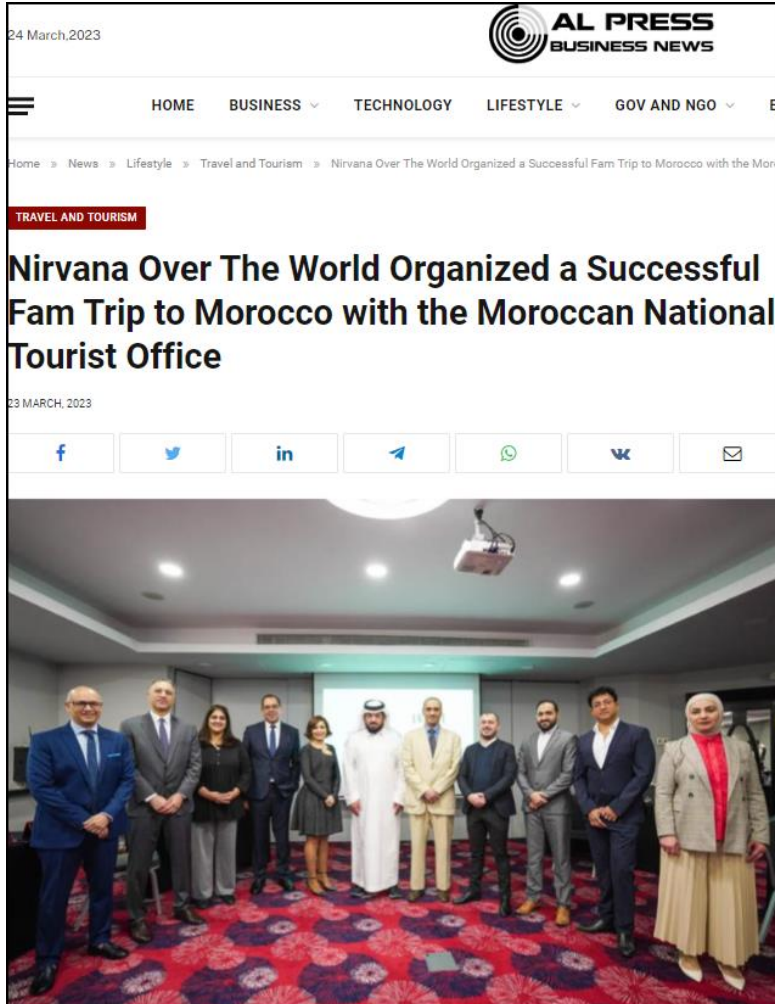 24 March,2023
AL PRESS
BUSINESS NEWS
HOME BUSINESS TECHNOLOGY LIFESTYLE GOV AND NGO
Home » News » Lifestyle » Travel and Tourism » Nirvana Over The World Organized a Successful Fam Trip to Morocco with the
TRAVEL AND TOURISM
Nirvana Over The World Organized a Successful
Fam Trip to Morocco with the Moroccan National
Tourist Office
23 MARCH, 2023